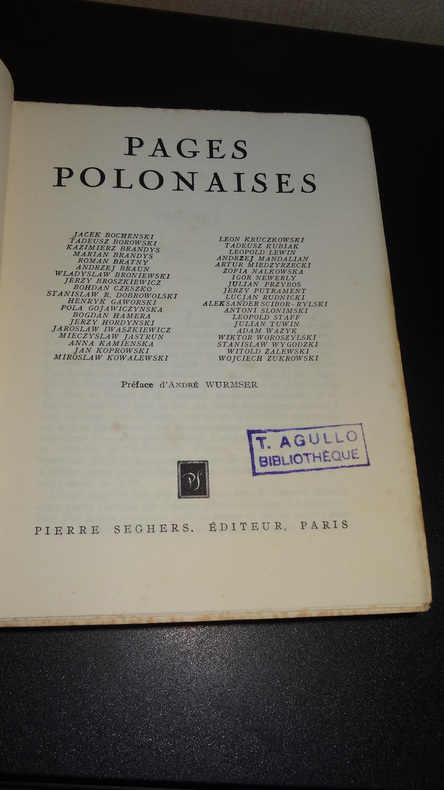 PAGES
POLONAISES
JACEK BOCHENSKI
TADEUSZ BOROWSKI
KAZIMIERZ BRANDYS
MARIAN BRANDYS
ROMAN BRATNY
ANDRZEJ BRAUN
WLADYSLAW BRONIEWSKI
JERZY BROSZKIEWICZ
BOHDAN CZESZKO
STANISLAW R. DOBROWOLSKI
HENRYK GAWORSKI
POLA GOJAWICZYNSKA
BOGDAN HAMERA
JERZY HORDYNSKI
JAROSLAW IWASZKIEWICZ
MIECZYSLAW JASTRUN
ANNA KAMIENSKA
JAN KOPROWSKI
MIROSLAW KOWALEWSKI
LEON KRUCZKOWSKI
TADEUSZ KUBIAK
LEOPOLD LEWIN
ANDRZEJ MANDALIAN
ARTUR MIEDZYRZECKI
ZOFIA NALKOWSKA
IGOR NEWERLY
JULIAN PRZYBOS
JERZY PUTRAMENT
LUCJAN RUDNICKI
ALEKSANDER SCIBOR-RYLSKI
ANTONI SLONIMSKI
LEOPOLD STAFF
JULIAN TUWIN
ADAM WAZYK
WIKTOR WOROSZYLSKI
STANISLAW WYGODZKI
WITOLD ZALEWSKI
WOJCIECH ZUKROWSKI
Préface d'ANDRÉ WURMSER
T. AGULLO
BIBLIOTHÈQUE
PS
PIERRE SEGHERS, ÉDITEUR, PARIS